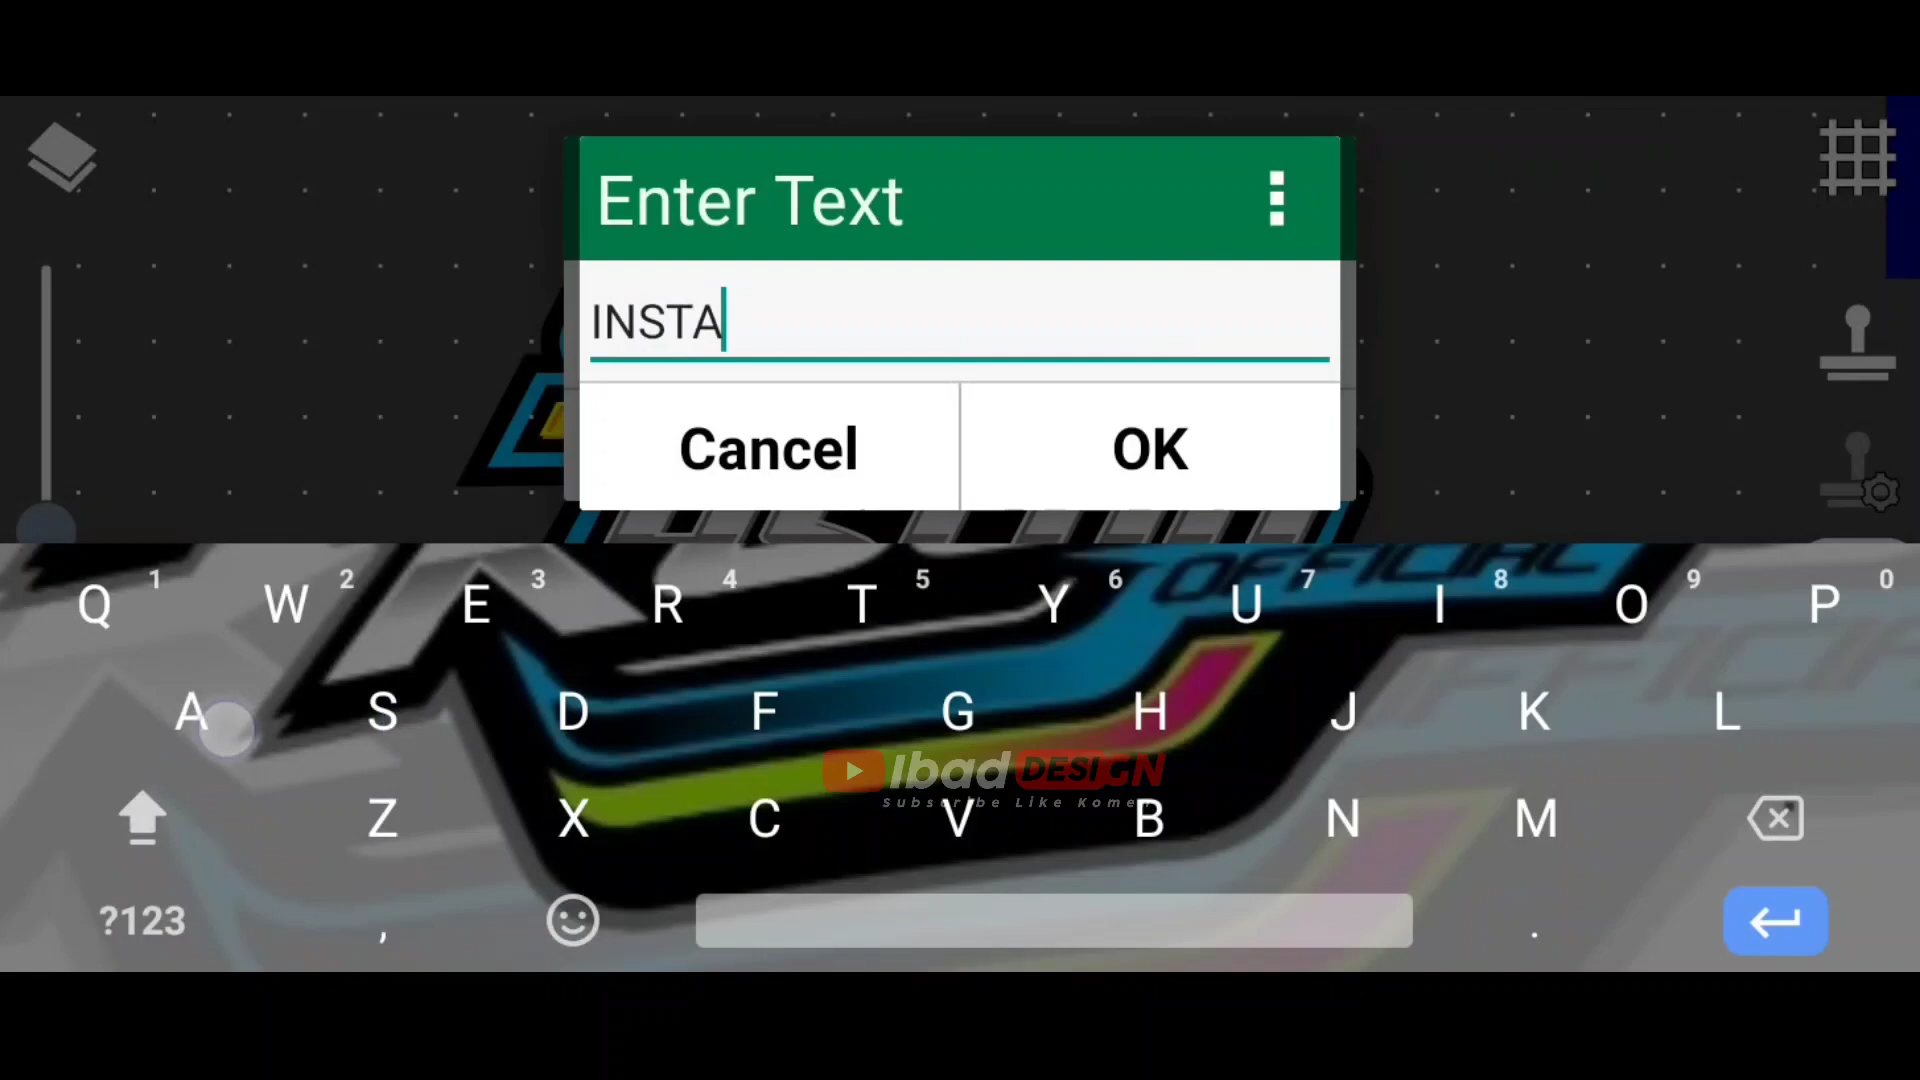 Enter Text
INSTA
Cancel OK
OFFICIAL
Q 1 W 2 E 3 R 4 T 5 Y 6 U 7 I 8 O 9 P 0
A S D F G H J K L
Ibad DESIGN
Subscribe Like Kome
Z X C V B N M
?123 , .